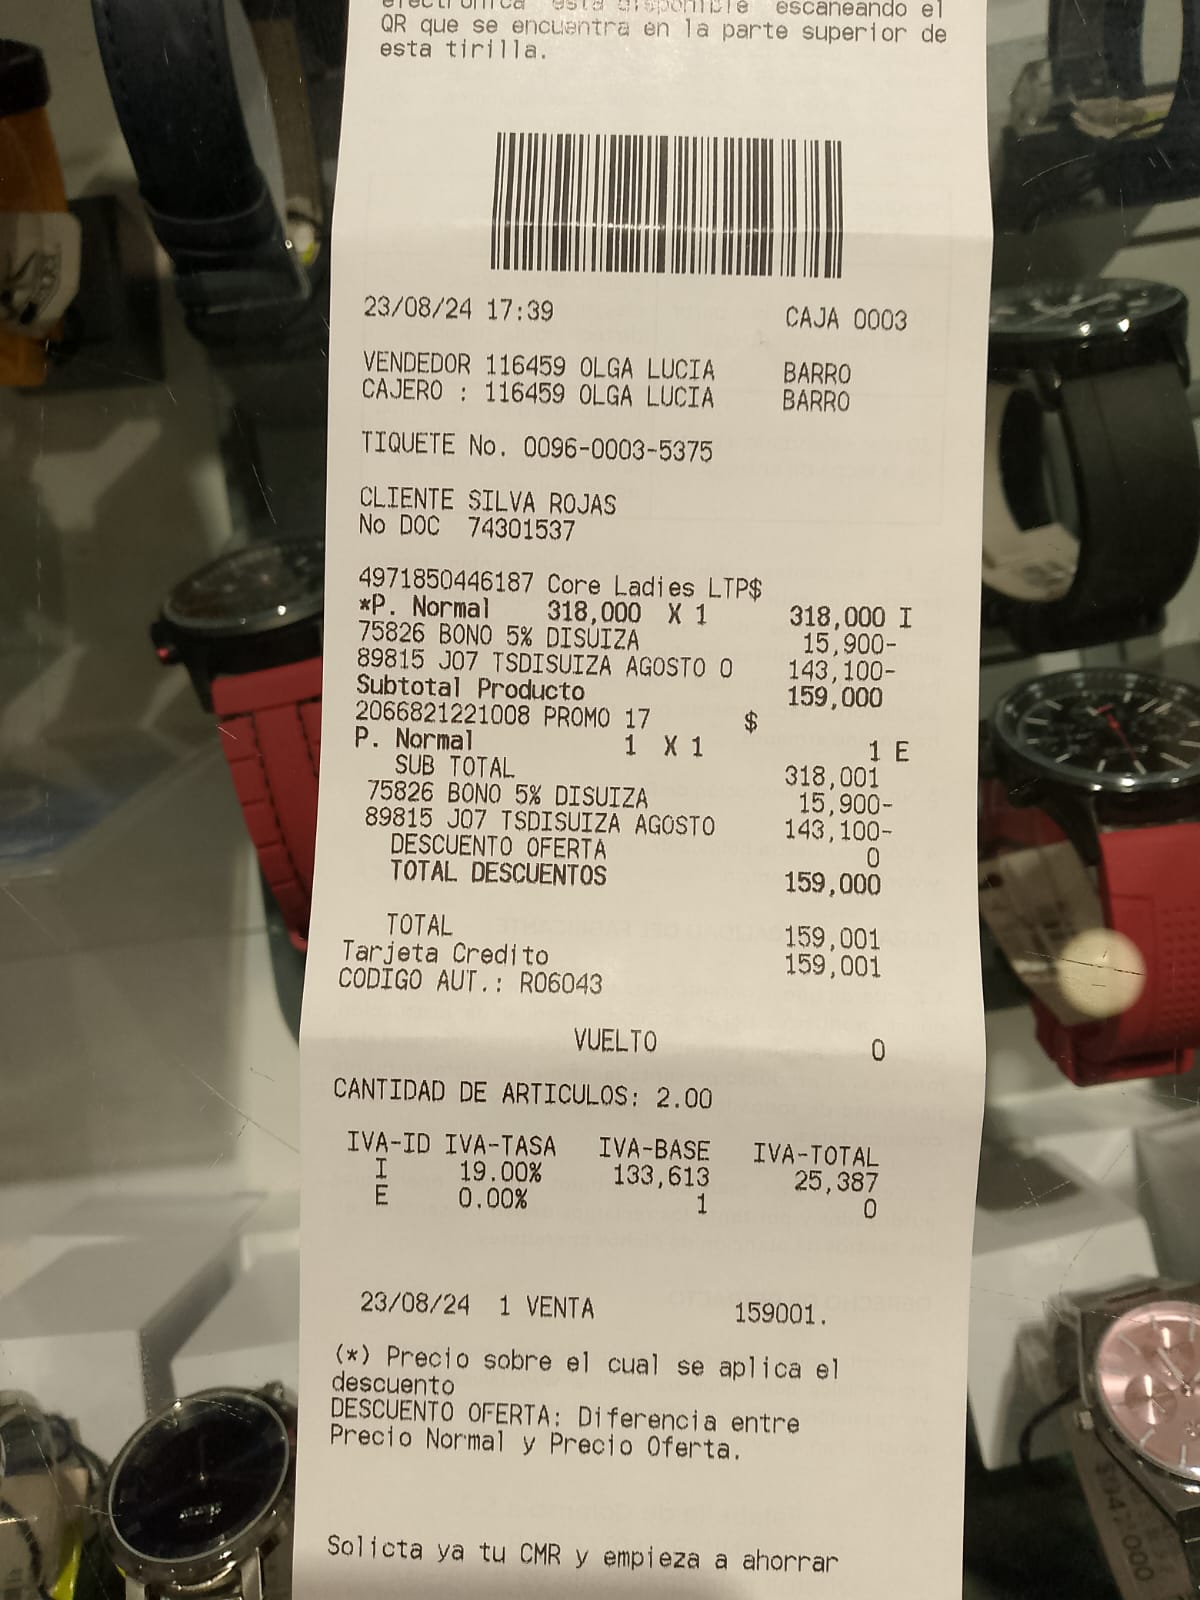 electrónica está disponible escaneando el
QR que se encuentra en la parte superior de
esta tirilla.
23/08/24 17:39 CAJA 0003
VENDEDOR 116459 OLGA LUCIA BARRO
CAJERO : 116459 OLGA LUCIA BARRO
TIQUETE No. 0096-0003-5375
CLIENTE SILVA ROJAS
No DOC 74301537
4971850446187 Core Ladies LTP$
*P. Normal 318,000 X 1 318,000 I
75826 BONO 5% DISUIZA 15,900-
89815 J07 TSDISUIZA AGOSTO O 143,100-
Subtotal Producto 159,000
2066821221008 PROMO 17 $
P. Normal 1 X 1 1 E
SUB TOTAL 318,001
75826 BONO 5% DISUIZA 15,900-
89815 J07 TSDISUIZA AGOSTO 143,100-
DESCUENTO OFERTA 0
TOTAL DESCUENTOS 159,000
TOTAL 159,001
Tarjeta Credito 159,001
CODIGO AUT.: R06043
VUELTO 0
CANTIDAD DE ARTICULOS: 2.00
IVA-ID IVA-TASA IVA-BASE IVA-TOTAL
I 19.00% 133,613 25,387
E 0.00% 1 0
23/08/24 1 VENTA 159001.
(*) Precio sobre el cual se aplica el
descuento
DESCUENTO OFERTA: Diferencia entre
Precio Normal y Precio Oferta.
Solicta ya tu CMR y empieza a ahorrar